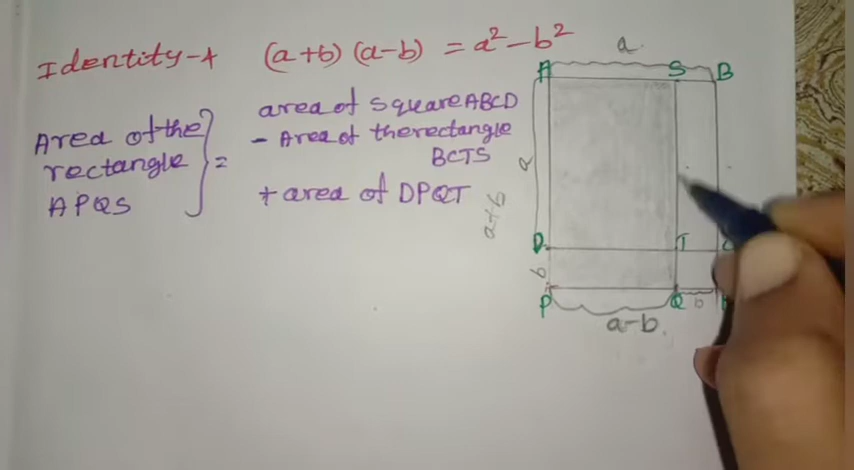 Identity-4 (a+b) (a-b) = a² - b²
Area of the rectangle APQS } =
area of square ABCD
- Area of the rectangle BCTS
+ area of DPQT
a
A S B
a
a+b
D T C
b
P Q
b
a-b